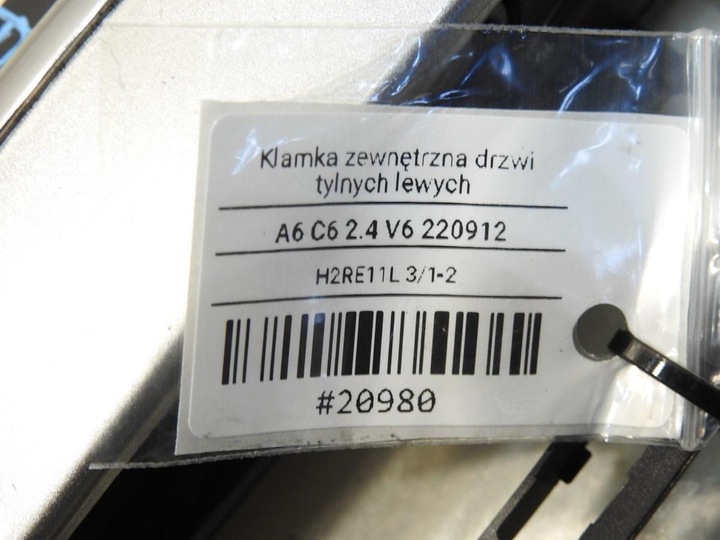 Klamka zewnętrzna drzwi
tylnych lewych
A6 C6 2.4 V6 220912
H2RE11L 3/1-2
#20980